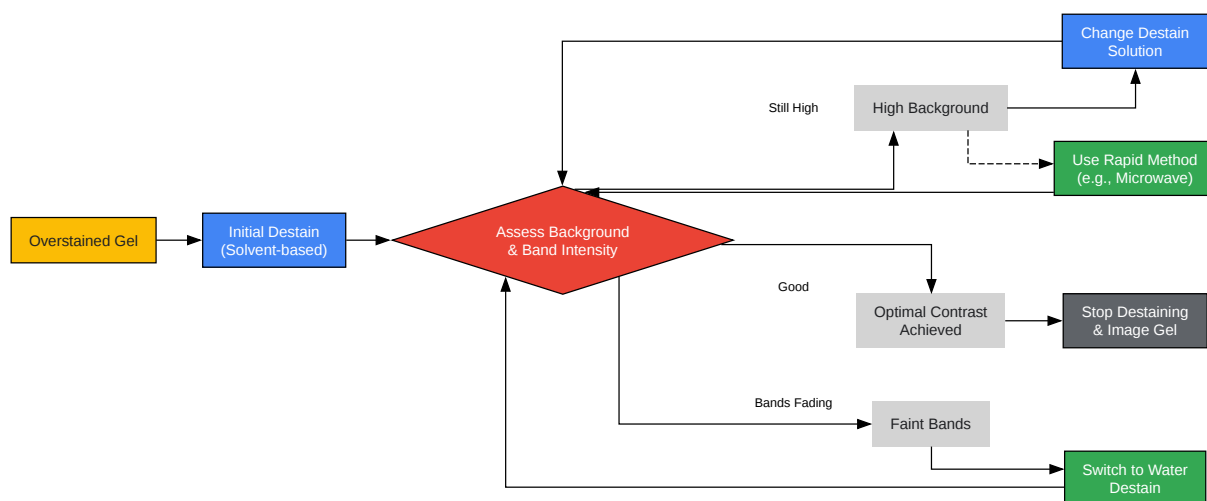 Change Destain
Solution
Still High
High Background
Use Rapid Method
(e.g., Microwave)
Overstained Gel
Initial Destain
(Solvent-based)
Assess Background
& Band Intensity
Good
Optimal Contrast
Achieved
Stop Destaining
& Image Gel
Bands Fading
Faint Bands
Switch to Water
Destain